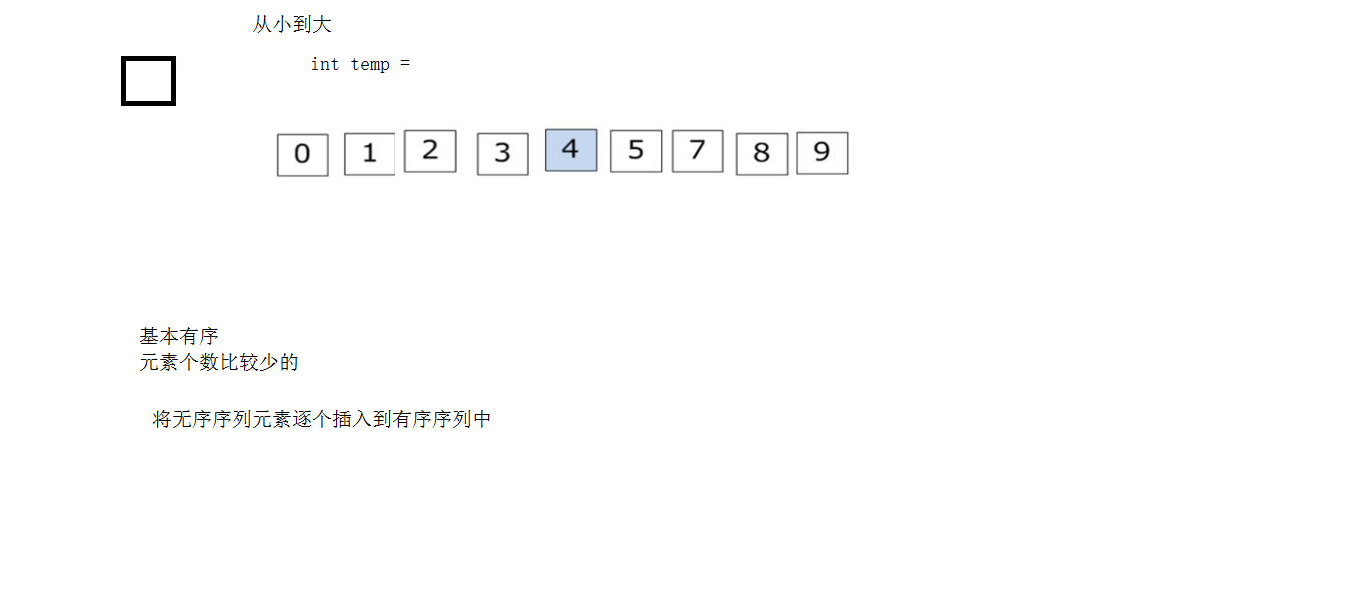 从小到大
int temp =
0 1 2 3 4 5 7 8 9
基本有序
元素个数比较少的
将无序序列元素逐个插入到有序序列中